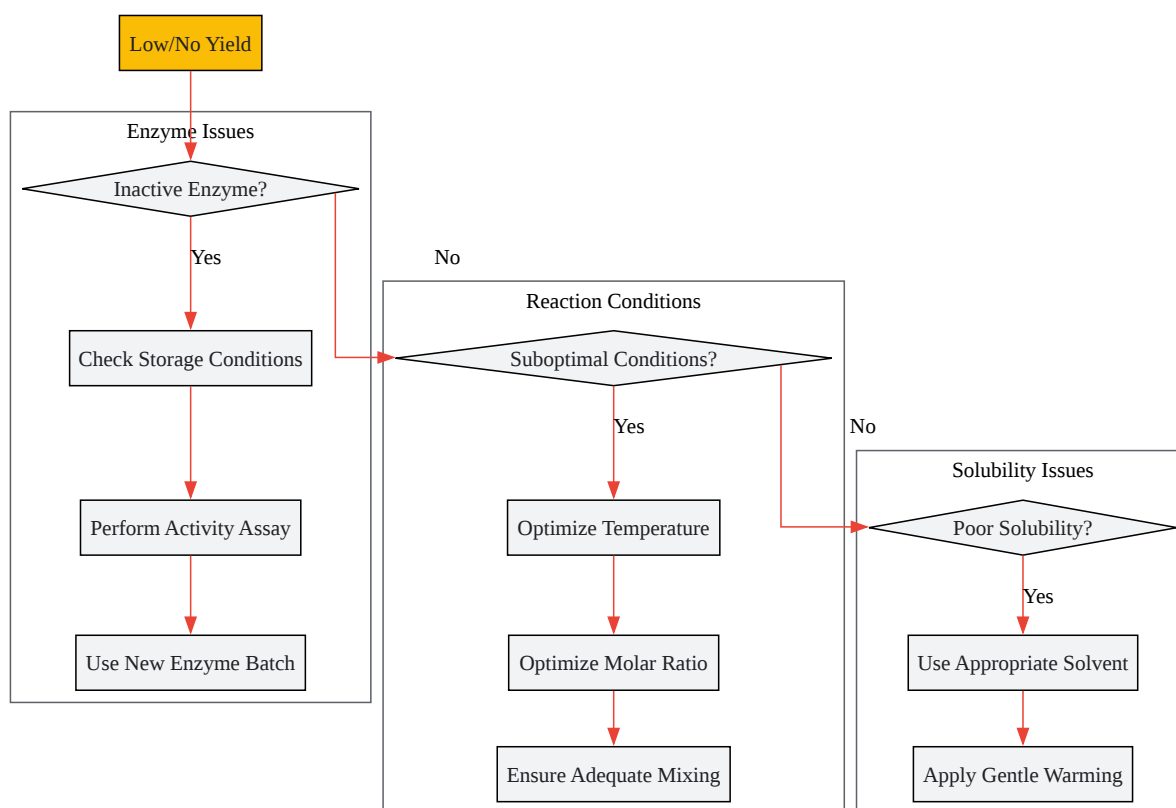 Low/No Yield
Enzyme Issues
Inactive Enzyme?
Yes
Check Storage Conditions
Perform Activity Assay
Use New Enzyme Batch
No
Reaction Conditions
Suboptimal Conditions?
Yes
Optimize Temperature
Optimize Molar Ratio
Ensure Adequate Mixing
No
Solubility Issues
Poor Solubility?
Yes
Use Appropriate Solvent
Apply Gentle Warming